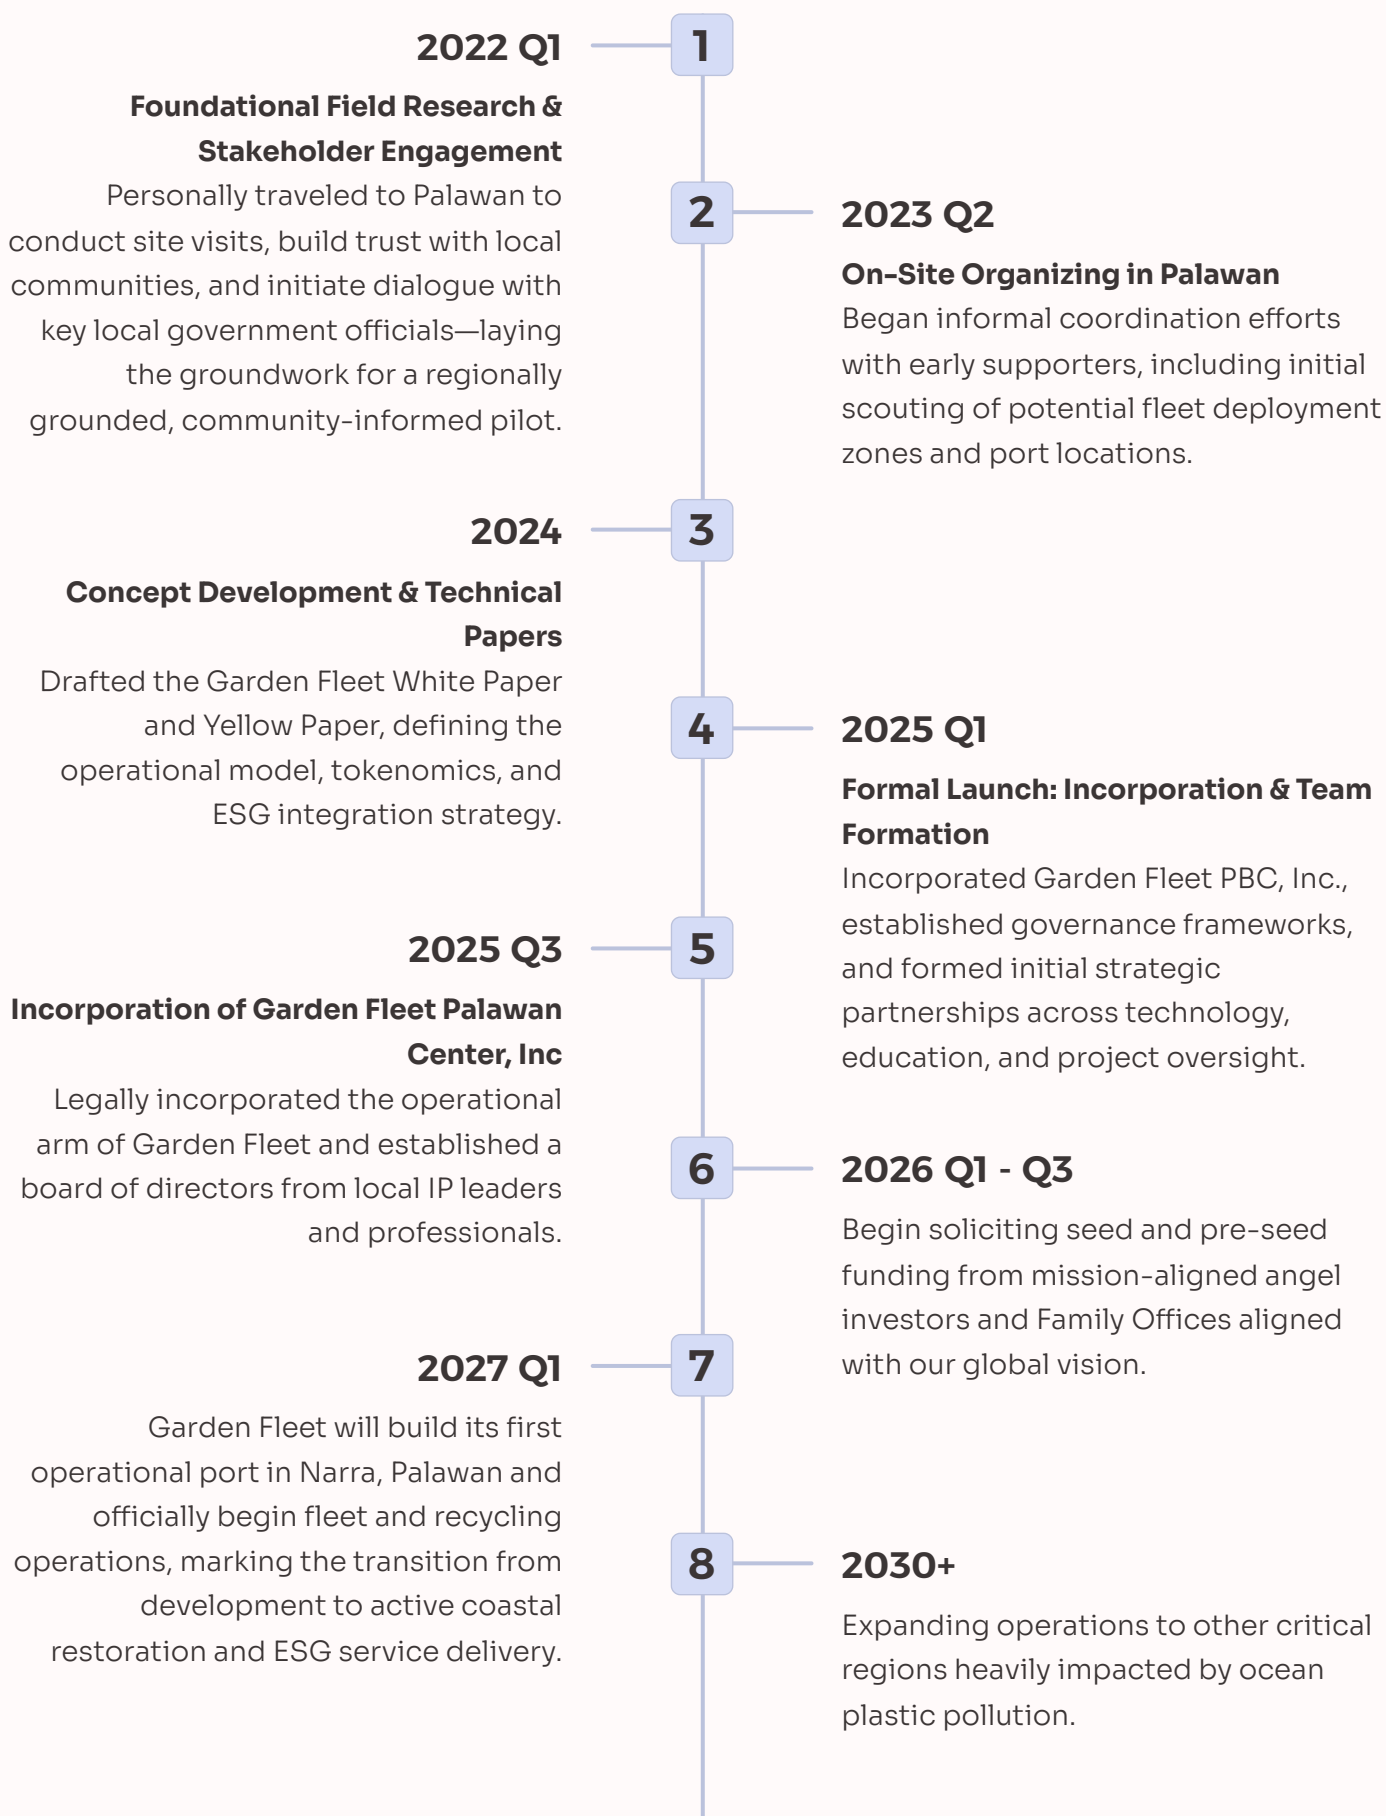 1
2022 Q1
Foundational Field Research &
Stakeholder Engagement
Personally traveled to Palawan to
conduct site visits, build trust with local
communities, and initiate dialogue with
key local government officials—laying
the groundwork for a regionally
grounded, community-informed pilot.
2
2023 Q2
On-Site Organizing in Palawan
Began informal coordination efforts
with early supporters, including initial
scouting of potential fleet deployment
zones and port locations.
3
2024
Concept Development & Technical
Papers
Drafted the Garden Fleet White Paper
and Yellow Paper, defining the
operational model, tokenomics, and
ESG integration strategy.
4
2025 Q1
Formal Launch: Incorporation & Team
Formation
Incorporated Garden Fleet PBC, Inc.,
established governance frameworks,
and formed initial strategic
partnerships across technology,
education, and project oversight.
5
2025 Q3
Incorporation of Garden Fleet Palawan
Center, Inc
Legally incorporated the operational
arm of Garden Fleet and established a
board of directors from local IP leaders
and professionals.
6
2026 Q1 - Q3
Begin soliciting seed and pre-seed
funding from mission-aligned angel
investors and Family Offices aligned
with our global vision.
7
2027 Q1
Garden Fleet will build its first
operational port in Narra, Palawan and
officially begin fleet and recycling
operations, marking the transition from
development to active coastal
restoration and ESG service delivery.
8
2030+
Expanding operations to other critical
regions heavily impacted by ocean
plastic pollution.